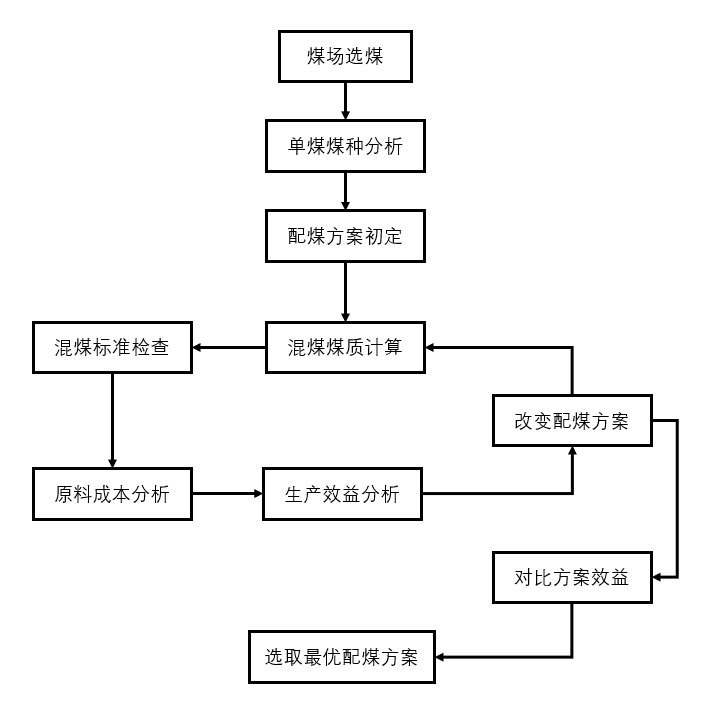 煤场选煤
单煤煤种分析
配煤方案初定
混煤标准检查
混煤煤质计算
改变配煤方案
原料成本分析
生产效益分析
对比方案效益
选取最优配煤方案